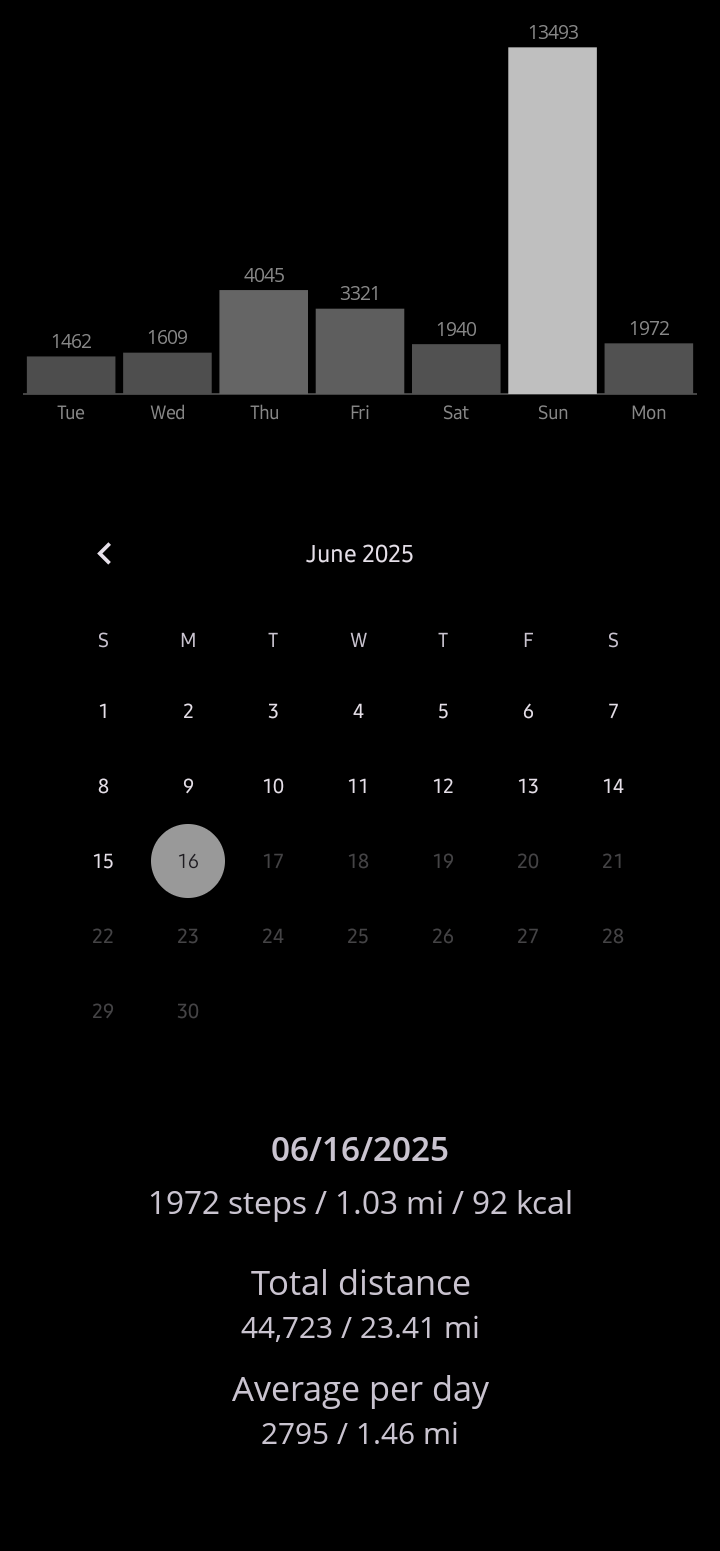 13493
4045
3321
1972
1940
1609
1462
Tue Wed Thu Fri Sat Sun Mon
June 2025
S M T W T F S
1 2 3 4 5 6 7
8 9 10 11 12 13 14
15 16 17 18 19 20 21
22 23 24 25 26 27 28
29 30
06/16/2025
1972 steps / 1.03 mi / 92 kcal
Total distance
44,723 / 23.41 mi
Average per day
2795 / 1.46 mi